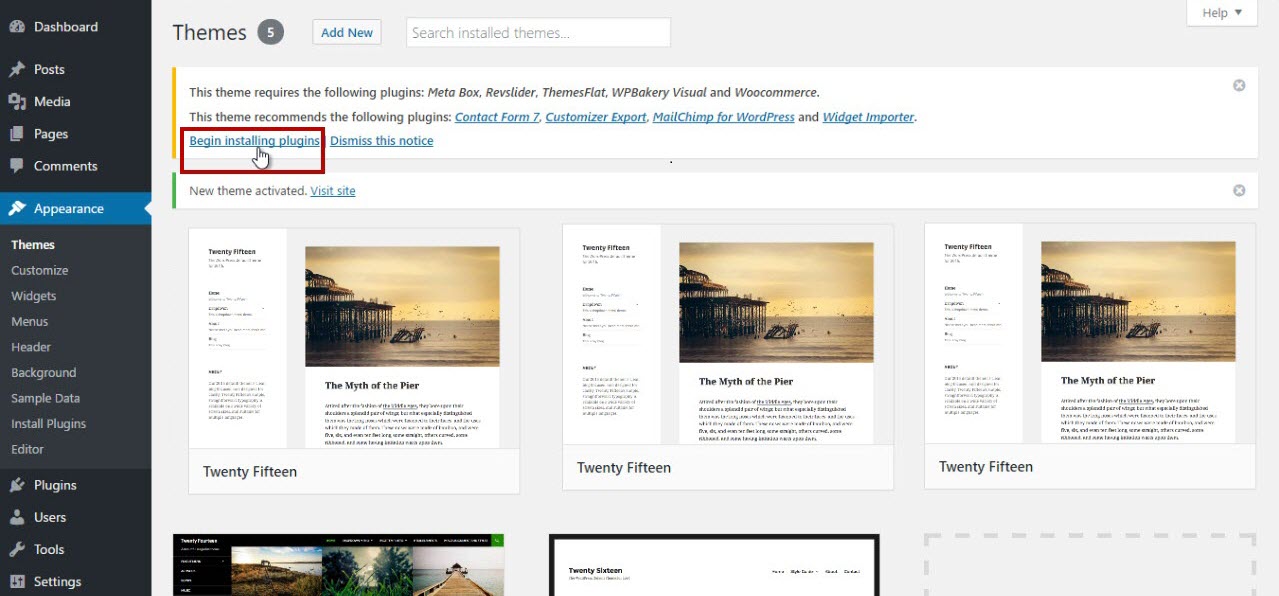 Dashboard
Posts
Media
Pages
Comments
Appearance
Themes
Customize
Widgets
Menus
Header
Background
Sample Data
Install Plugins
Editor
Plugins
Users
Tools
Settings
Help
Themes 5 Add New Search installed themes...
This theme requires the following plugins: Meta Box, Revslider, ThemesFlat, WPBakery Visual and Woocommerce.
This theme recommends the following plugins: Contact Form 7, Customizer Export, MailChimp for WordPress and Widget Importer.
Begin installing plugins | Dismiss this notice
New theme activated. Visit site
Twenty Fifteen
The Myth of the Pier
Twenty Fifteen
Twenty Fifteen
The Myth of the Pier
Twenty Fifteen
Twenty Fifteen
The Myth of the Pier
Twenty Fifteen
Twenty Fourteen
Twenty Sixteen
Home Style Guide About Contact